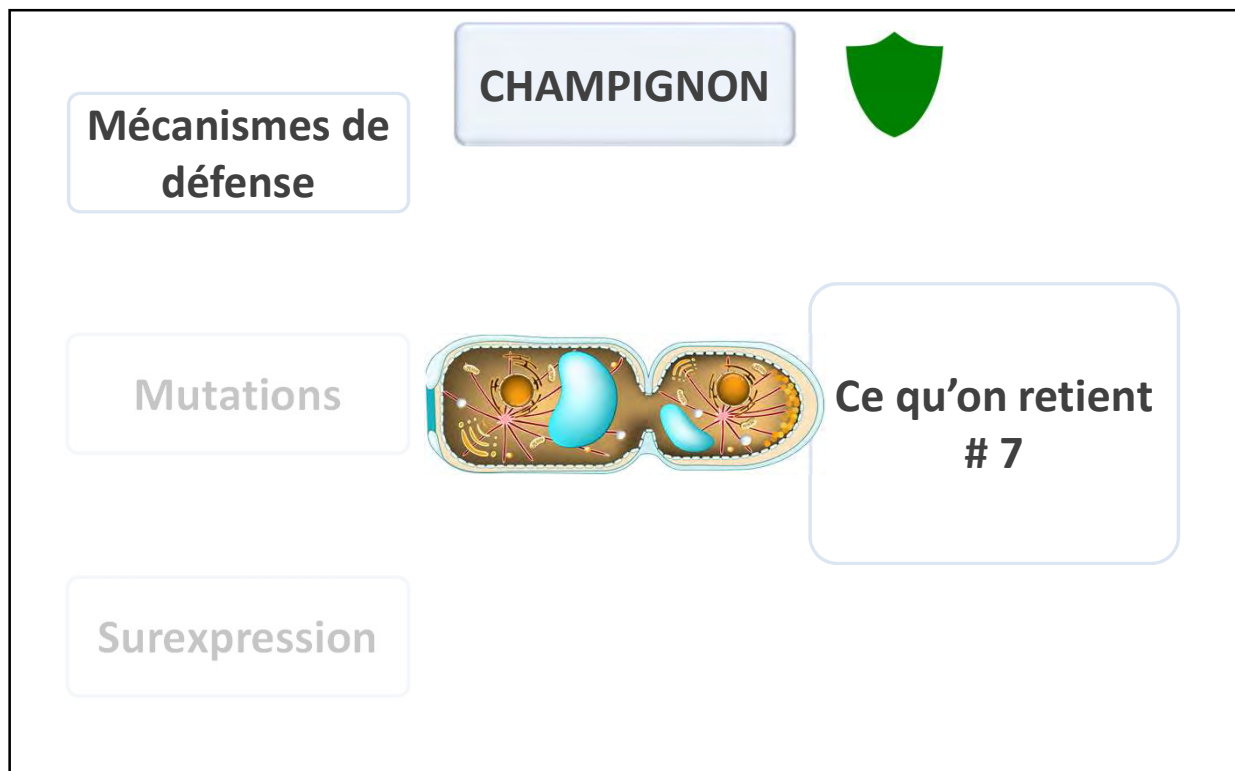 CHAMPIGNON
Mécanismes de
défense
Mutations
Ce qu’on retient
# 7
Surexpression